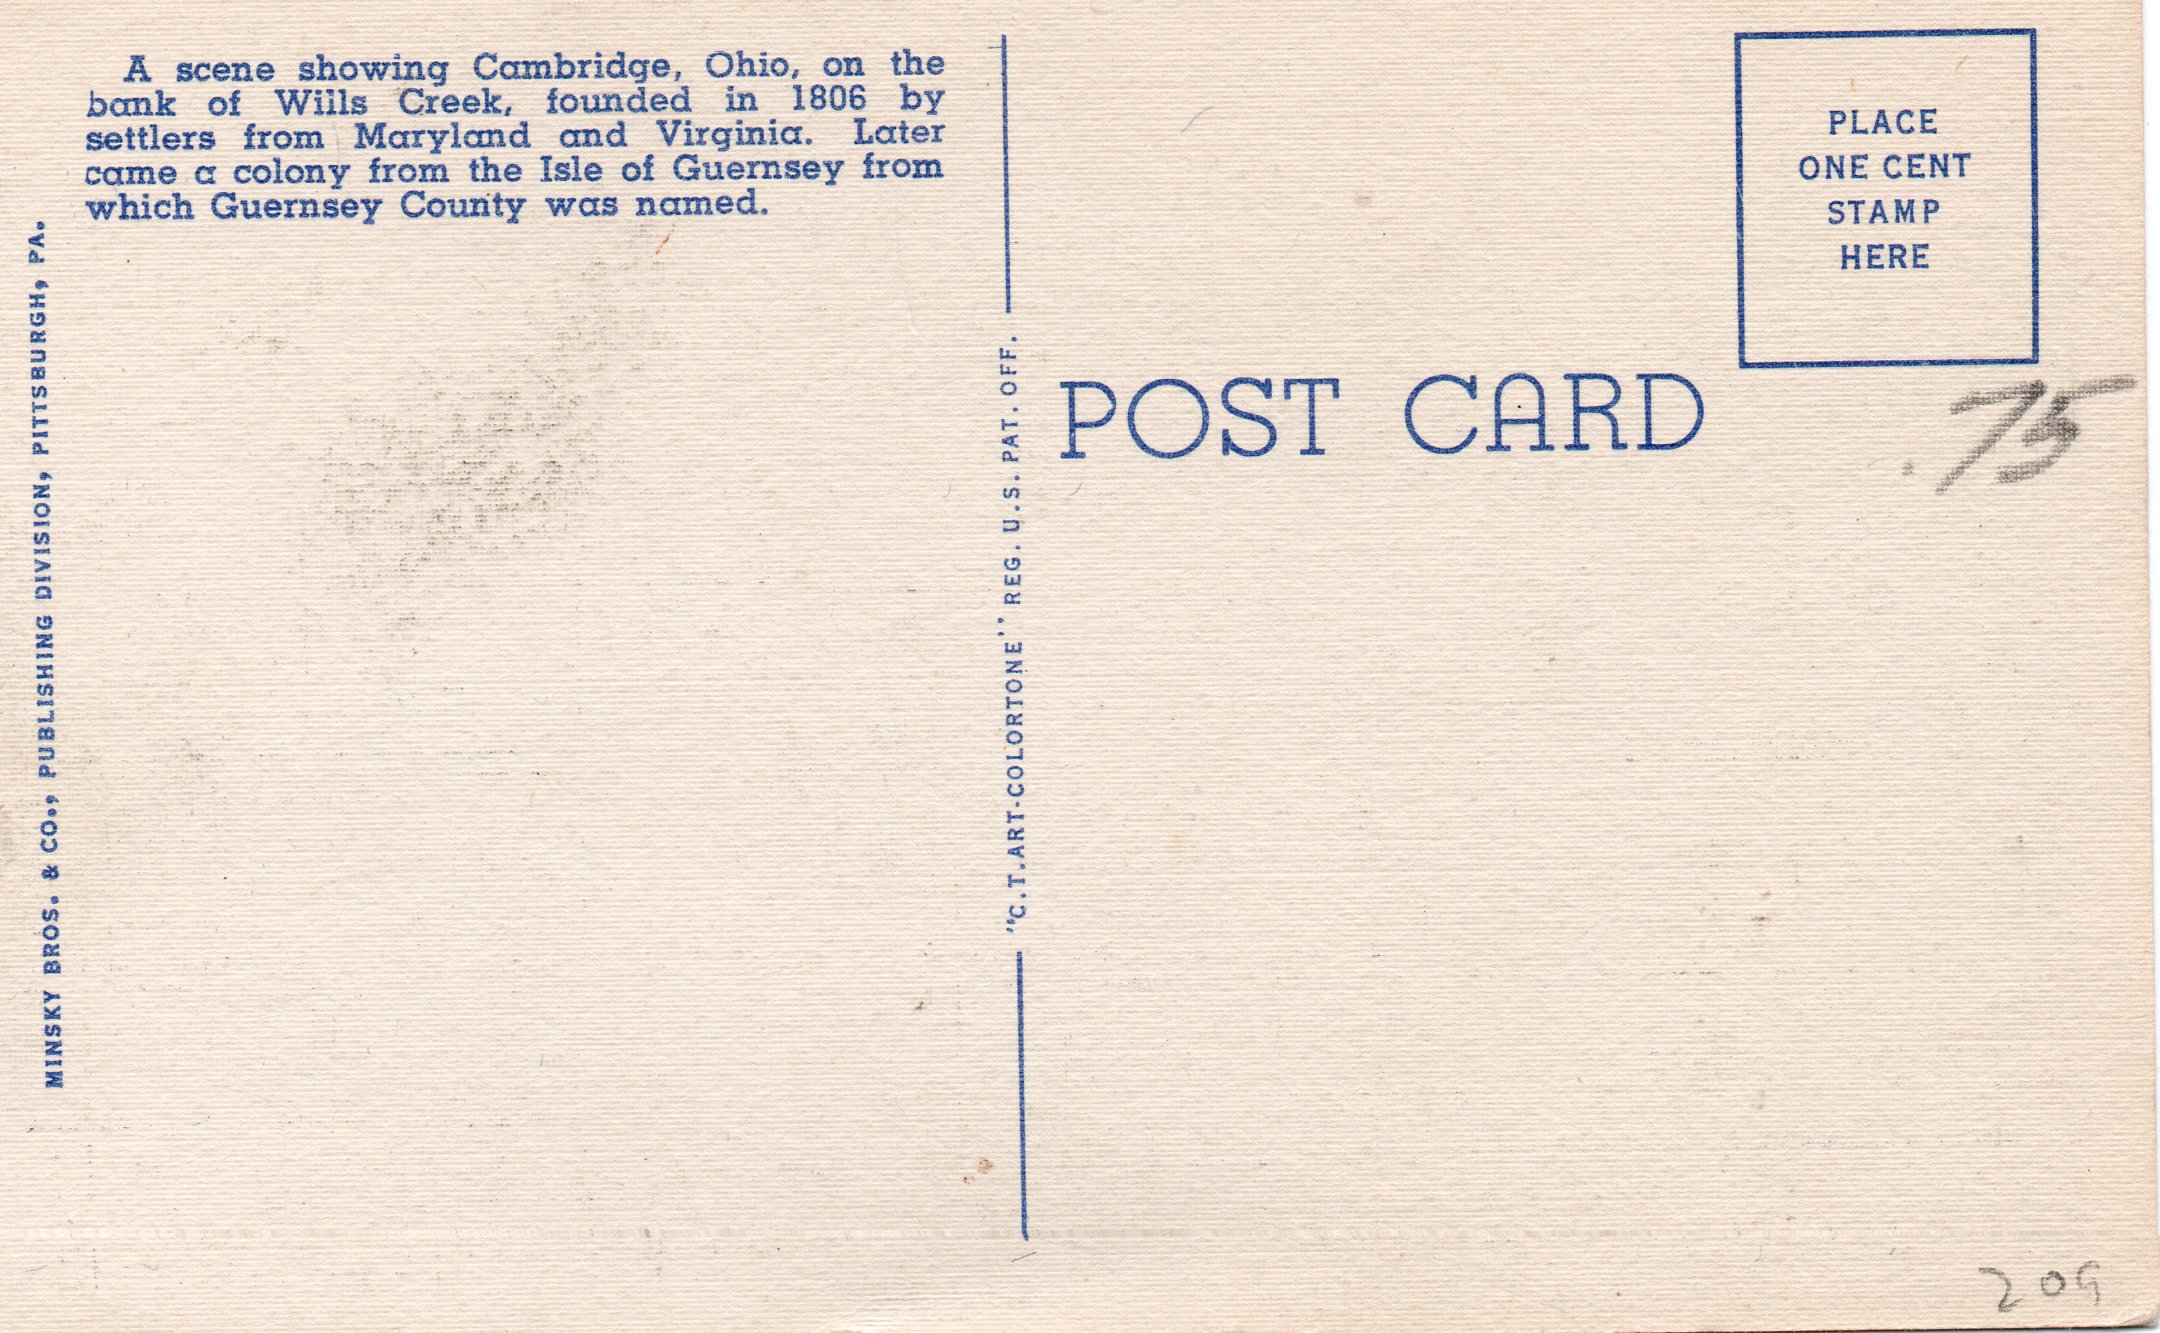 A scene showing Cambridge, Ohio, on the
bank of Wills Creek, founded in 1806 by
settlers from Maryland and Virginia. Later
came a colony from the Isle of Guernsey from
which Guernsey County was named.
MINSKY BROS. & CO., PUBLISHING DIVISION, PITTSBURGH, PA.
"C.T.ART-COLORTONE" REG. U.S. PAT. OFF.
POST CARD
PLACE
ONE CENT
STAMP
HERE
.75
209